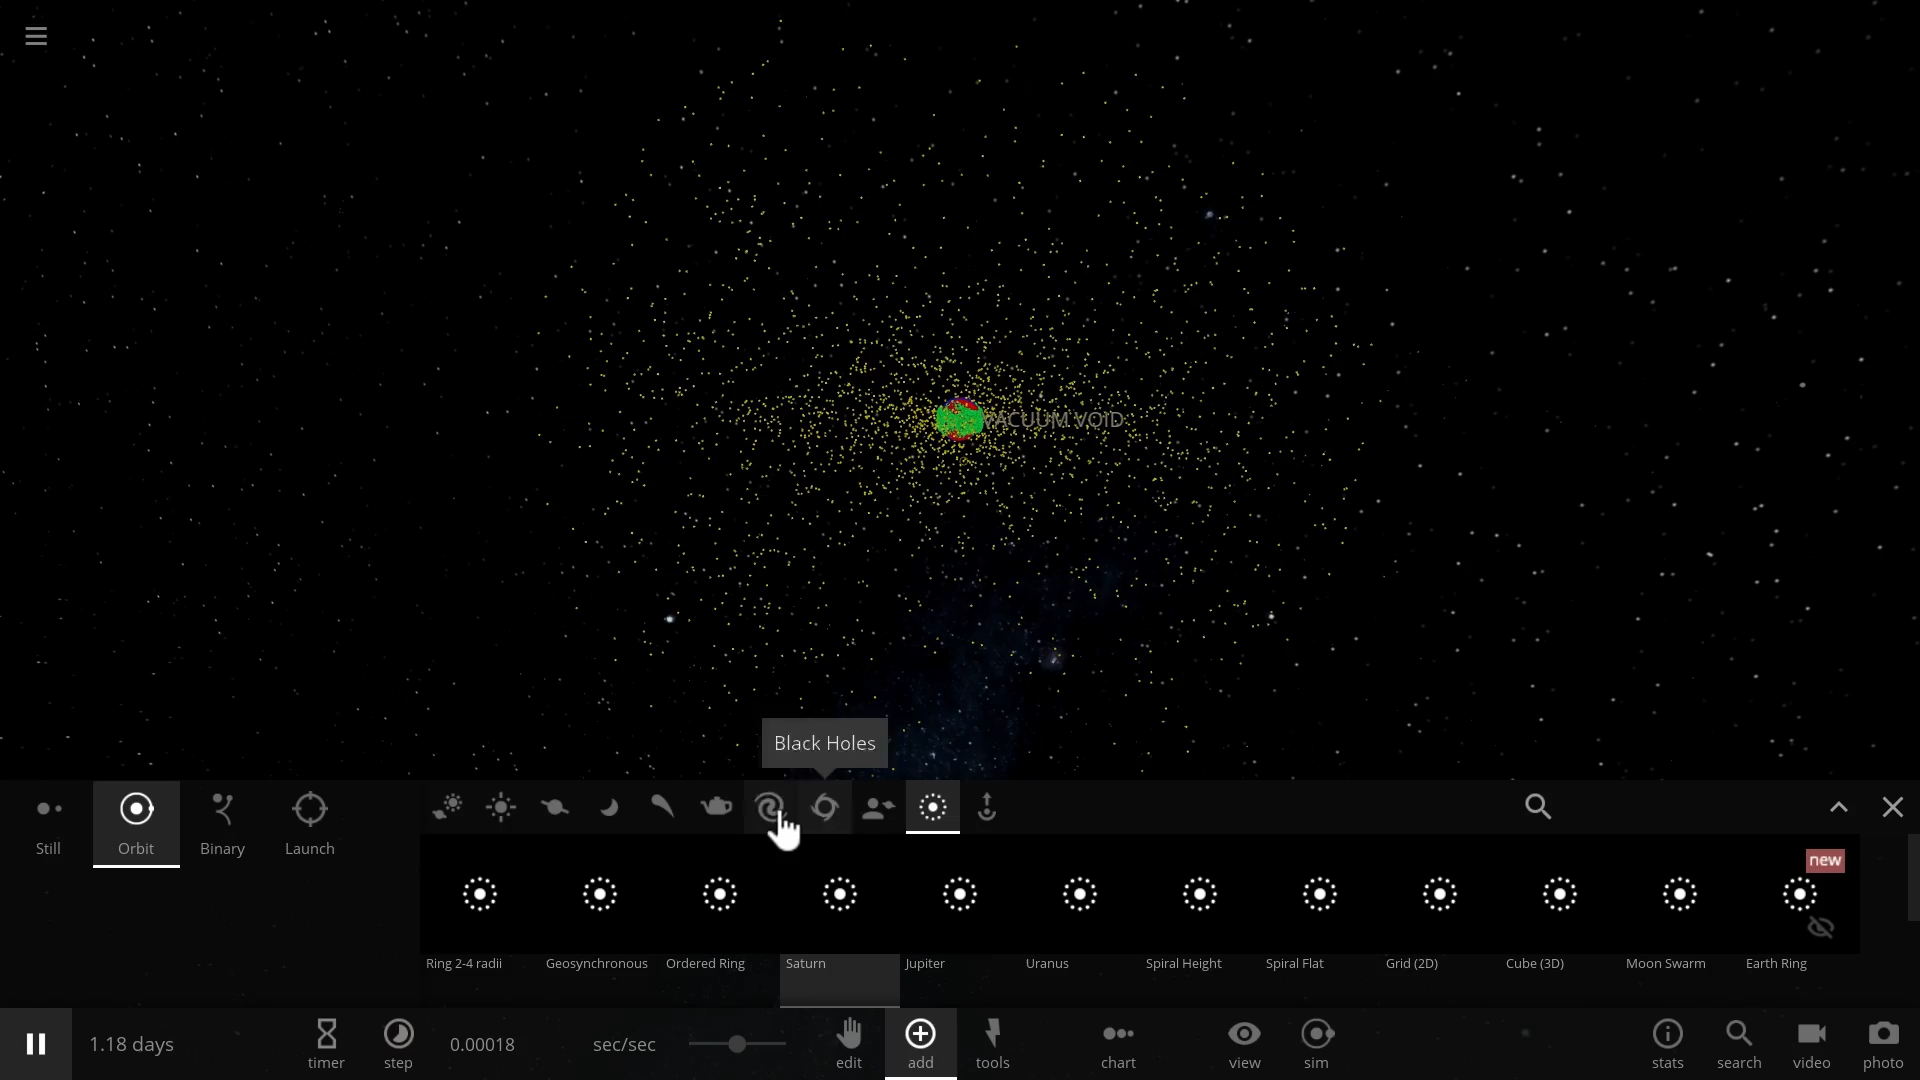 VACUUM VOID
Black Holes
Still
Orbit
Binary
Launch
new
Ring 2-4 radii
Geosynchronous
Ordered Ring
Saturn
Jupiter
Uranus
Spiral Height
Spiral Flat
Grid (2D)
Cube (3D)
Moon Swarm
Earth Ring
1.18 days
timer
step
0.00018
sec/sec
edit
add
tools
chart
view
sim
stats
search
video
photo